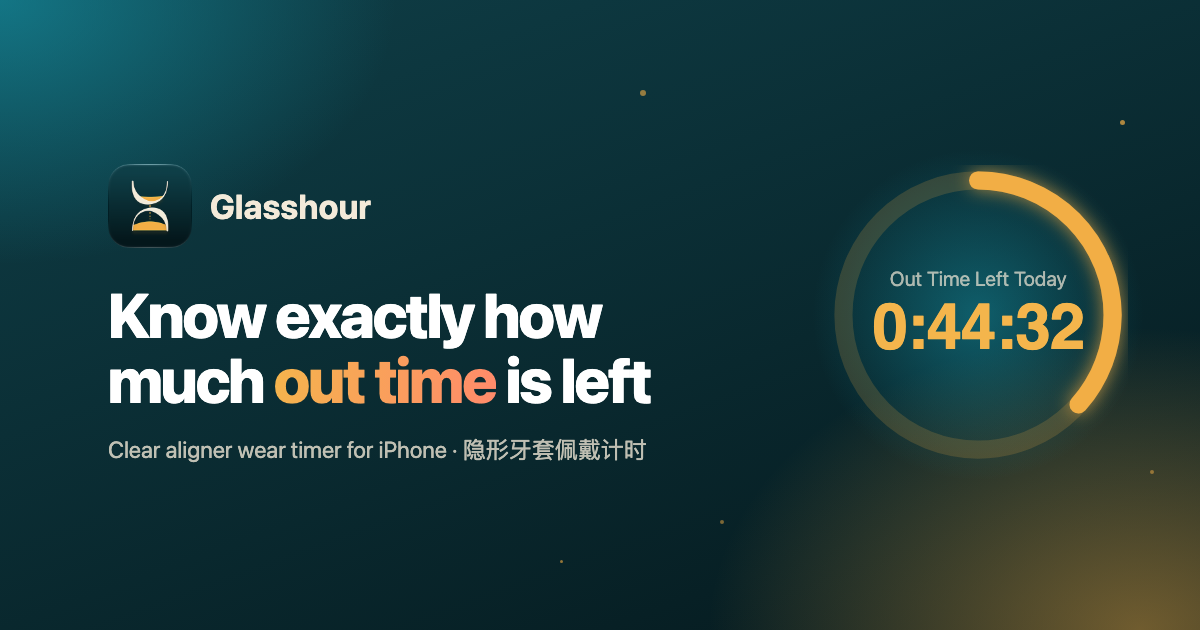 Glasshour
Know exactly how
much out time is left
Clear aligner wear timer for iPhone · 隐形牙套佩戴计时
Out Time Left Today
0:44:32